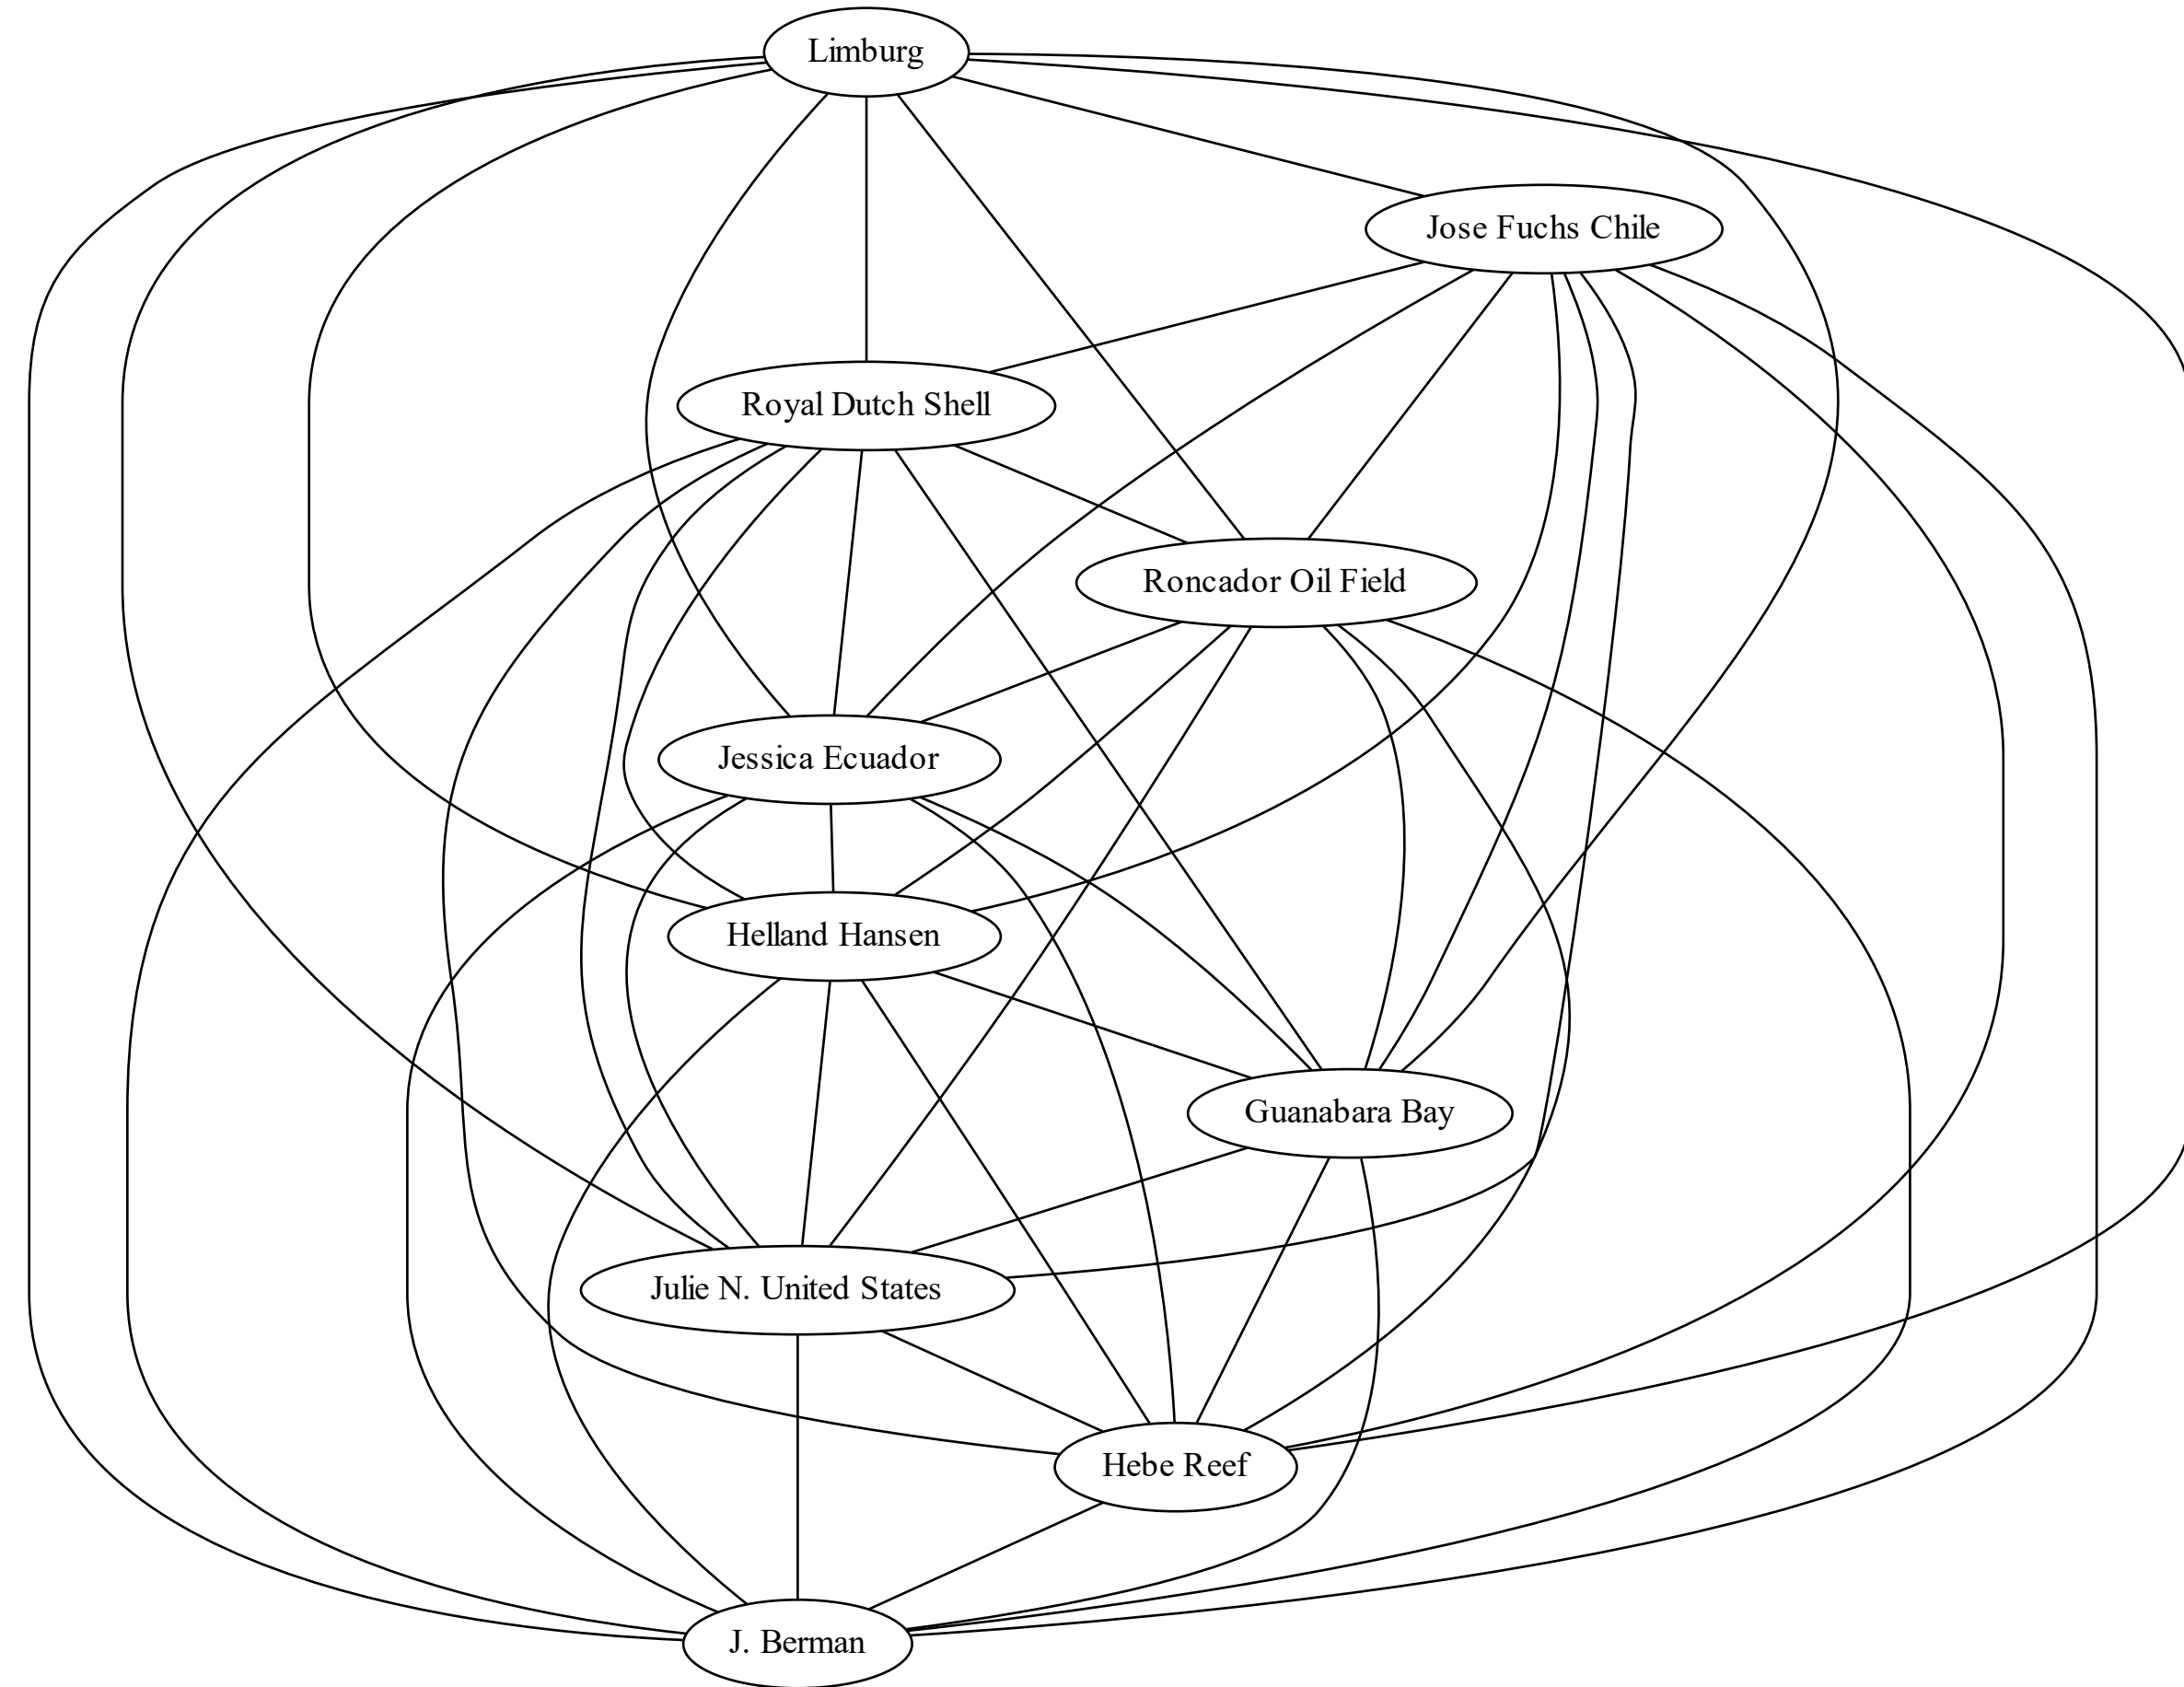 Limburg
Jose Fuchs Chile
Royal Dutch Shell
Roncador Oil Field
Jessica Ecuador
Helland Hansen
Guanabara Bay
Julie N. United States
Hebe Reef
J. Berman